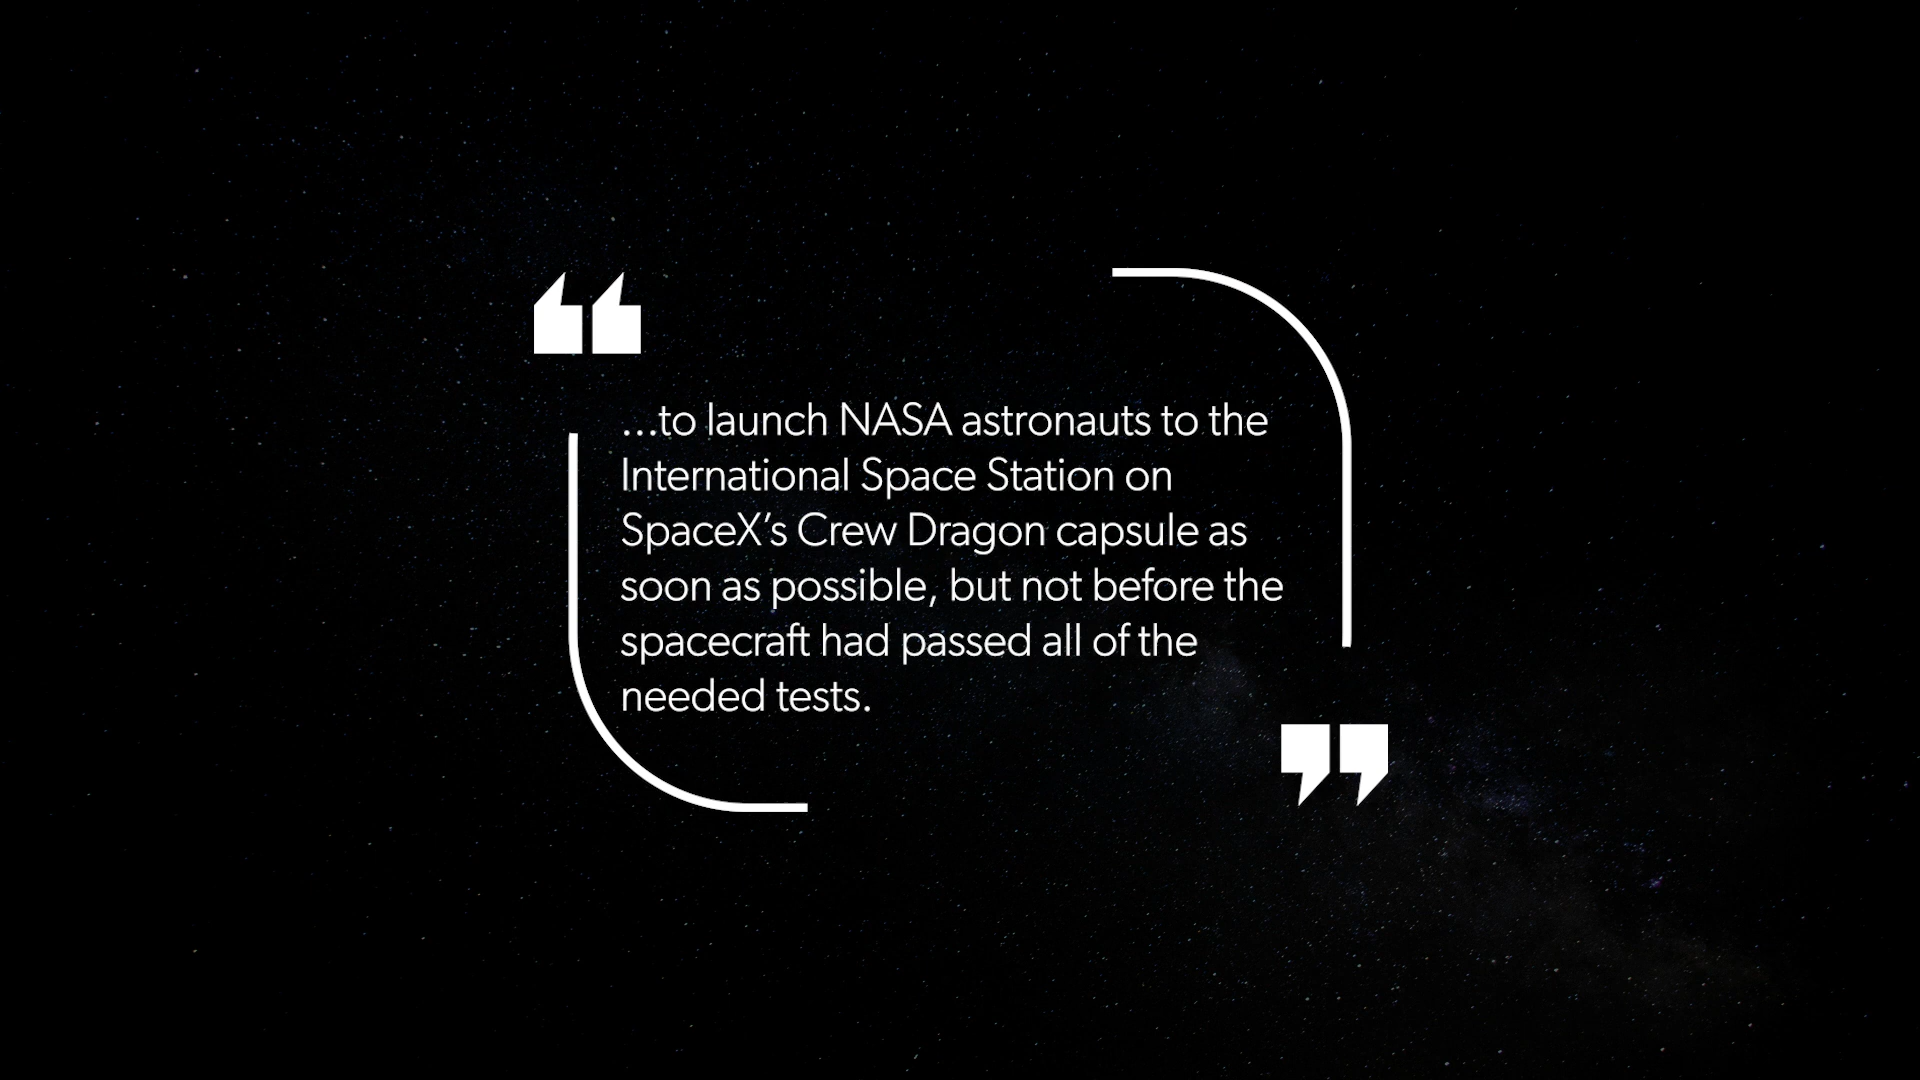 “
…to launch NASA astronauts to the
International Space Station on
SpaceX’s Crew Dragon capsule as
soon as possible, but not before the
spacecraft had passed all of the
needed tests.
”